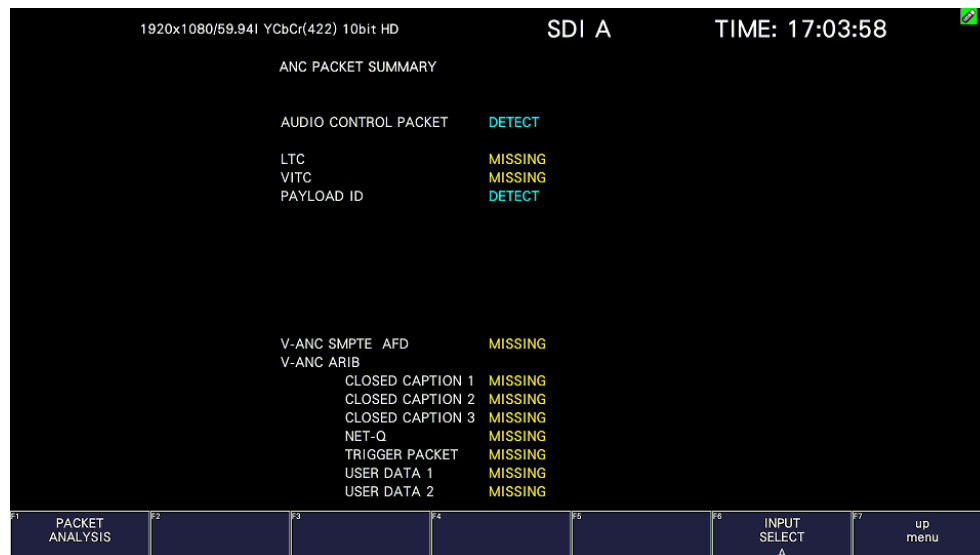 1920x1080/59.94I YCbCr(422) 10bit HD SDI A TIME: 17:03:58
ANC PACKET SUMMARY
AUDIO CONTROL PACKET DETECT
LTC MISSING
VITC MISSING
PAYLOAD ID DETECT
V-ANC SMPTE AFD MISSING
V-ANC ARIB
CLOSED CAPTION 1 MISSING
CLOSED CAPTION 2 MISSING
CLOSED CAPTION 3 MISSING
NET-Q MISSING
TRIGGER PACKET MISSING
USER DATA 1 MISSING
USER DATA 2 MISSING
F1 PACKET ANALYSIS F2 F3 F4 F5 F6 INPUT SELECT A F7 up menu